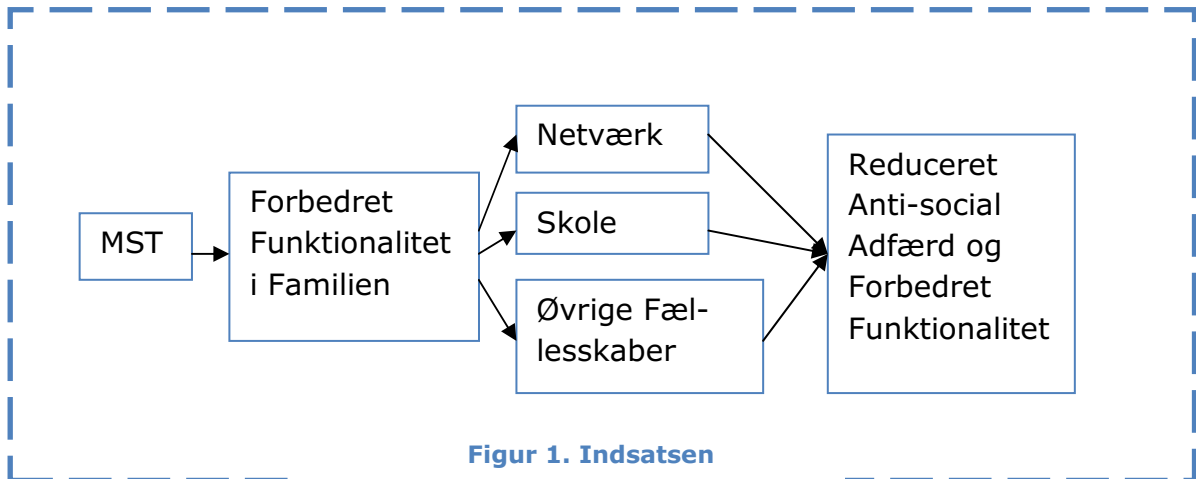 MST
Forbedret
Funktionalitet
i Familien
Netværk
Skole
Øvrige Fæl-
lesskaber
Reduceret
Anti-social
Adfærd og
Forbedret
Funktionalitet
Figur 1. Indsatsen